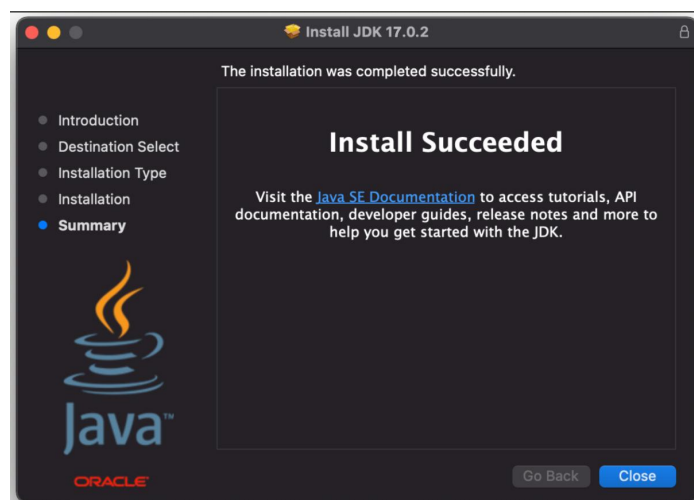 Install JDK 17.0.2
The installation was completed successfully.
Introduction
Destination Select
Installation Type
Installation
Summary
Install Succeeded
Visit the Java SE Documentation to access tutorials, API
documentation, developer guides, release notes and more to
help you get started with the JDK.
Java™
ORACLE
Go Back
Close